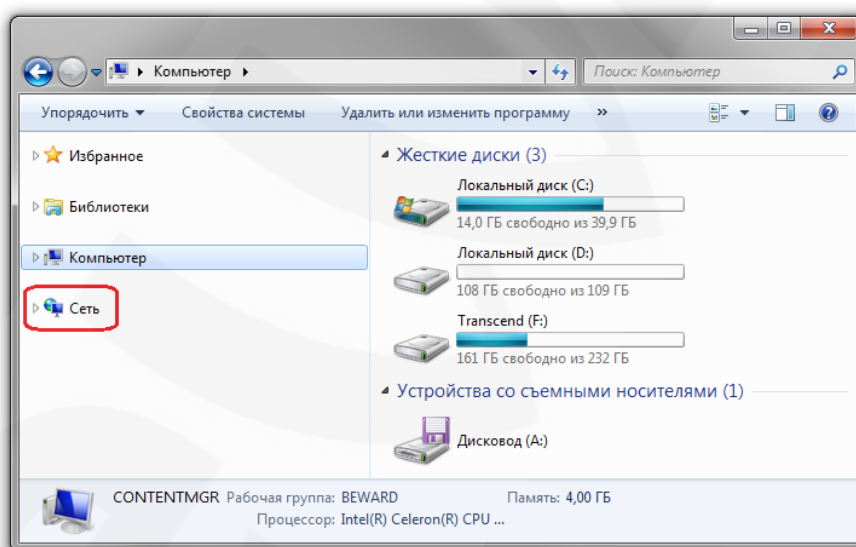 Компьютер
Поиск: Компьютер
Упорядочить Свойства системы Удалить или изменить программу »
Избранное
Библиотеки
Компьютер
Сеть
Жесткие диски (3)
Локальный диск (C:)
14,0 ГБ свободно из 39,9 ГБ
Локальный диск (D:)
108 ГБ свободно из 109 ГБ
Transcend (F:)
161 ГБ свободно из 232 ГБ
Устройства со съемными носителями (1)
Дисковод (A:)
CONTENTMGR Рабочая группа: BEWARD Память: 4,00 ГБ
Процессор: Intel(R) Celeron(R) CPU ...